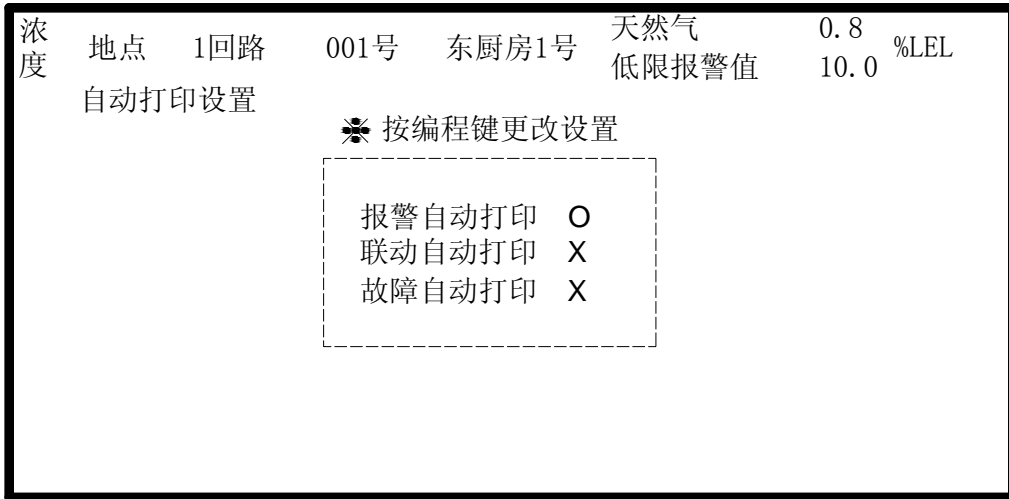 浓度 地点 1回路 001号 东厨房1号 天然气 0.8 %LEL
低限报警值 10.0
自动打印设置
※ 按编程键更改设置
报警自动打印 O
联动自动打印 X
故障自动打印 X